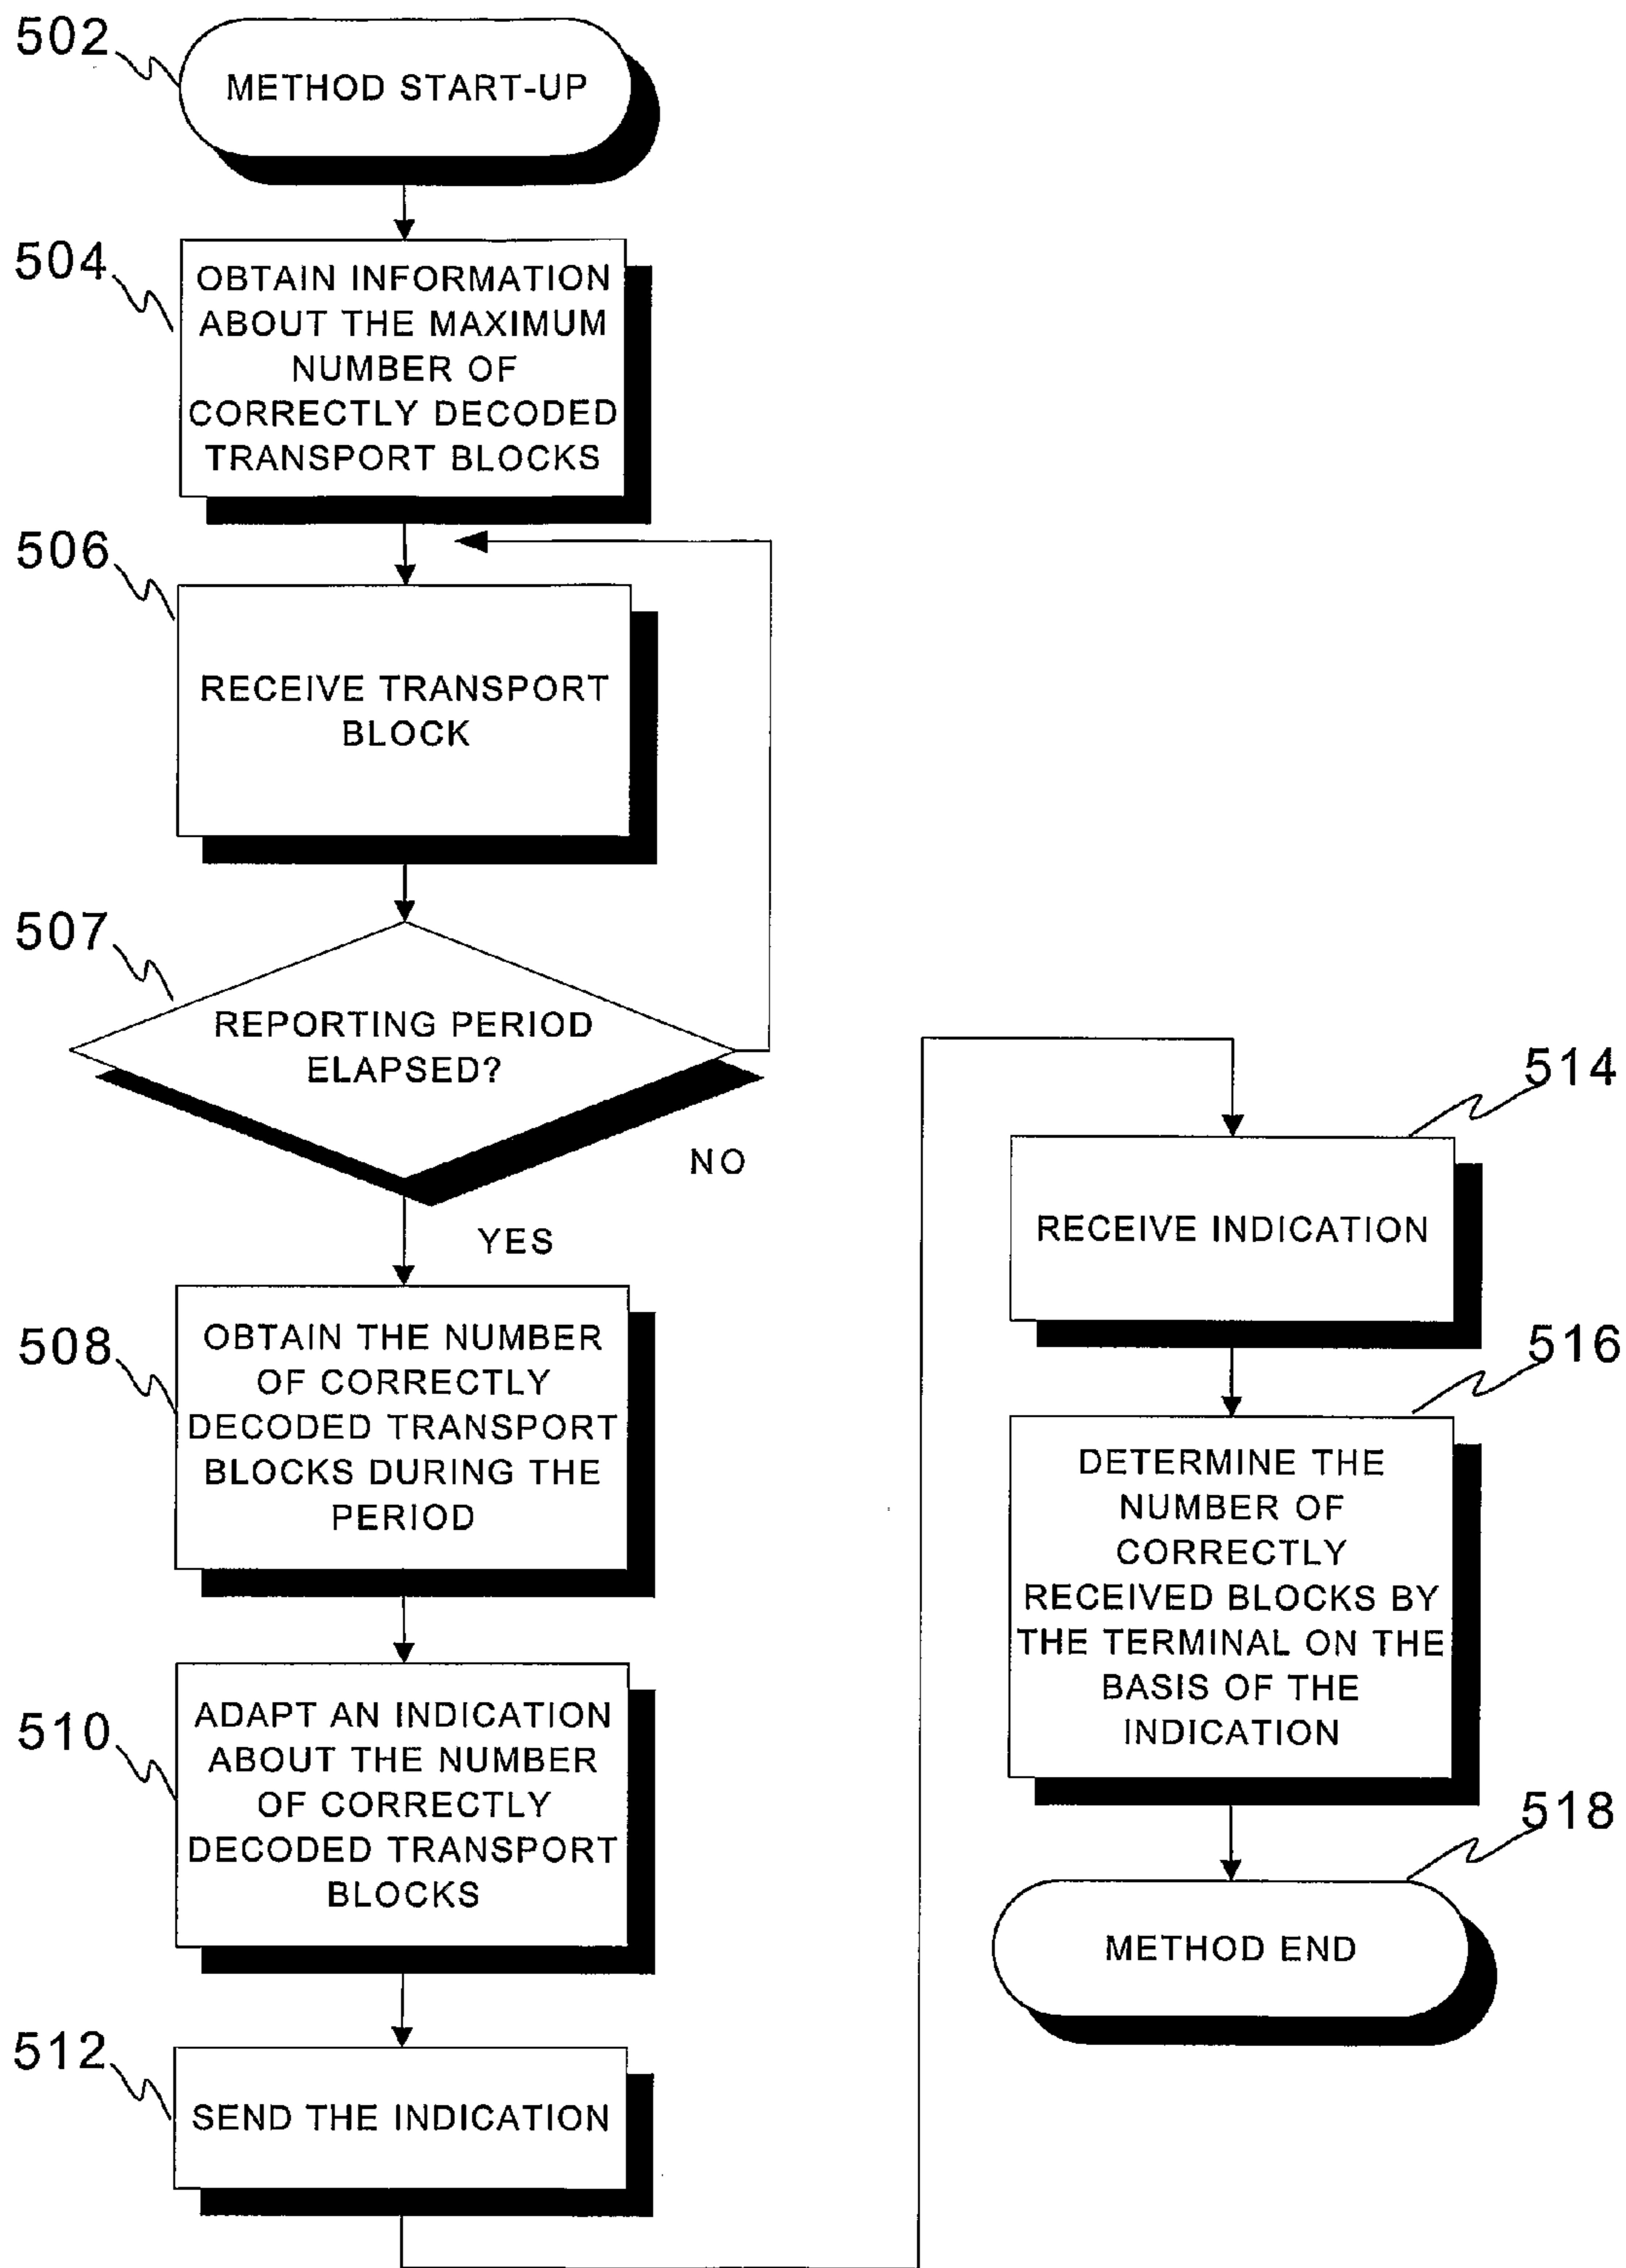 502
METHOD START-UP
504
OBTAIN INFORMATION
ABOUT THE MAXIMUM
NUMBER OF
CORRECTLY DECODED
TRANSPORT BLOCKS
506
RECEIVE TRANSPORT
BLOCK
507
REPORTING PERIOD
ELAPSED?
NO
YES
508
OBTAIN THE NUMBER
OF CORRECTLY
DECODED TRANSPORT
BLOCKS DURING THE
PERIOD
510
ADAPT AN INDICATION
ABOUT THE NUMBER
OF CORRECTLY
DECODED TRANSPORT
BLOCKS
512
SEND THE INDICATION
514
RECEIVE INDICATION
516
DETERMINE THE
NUMBER OF
CORRECTLY
RECEIVED BLOCKS BY
THE TERMINAL ON THE
BASIS OF THE
INDICATION
518
METHOD END